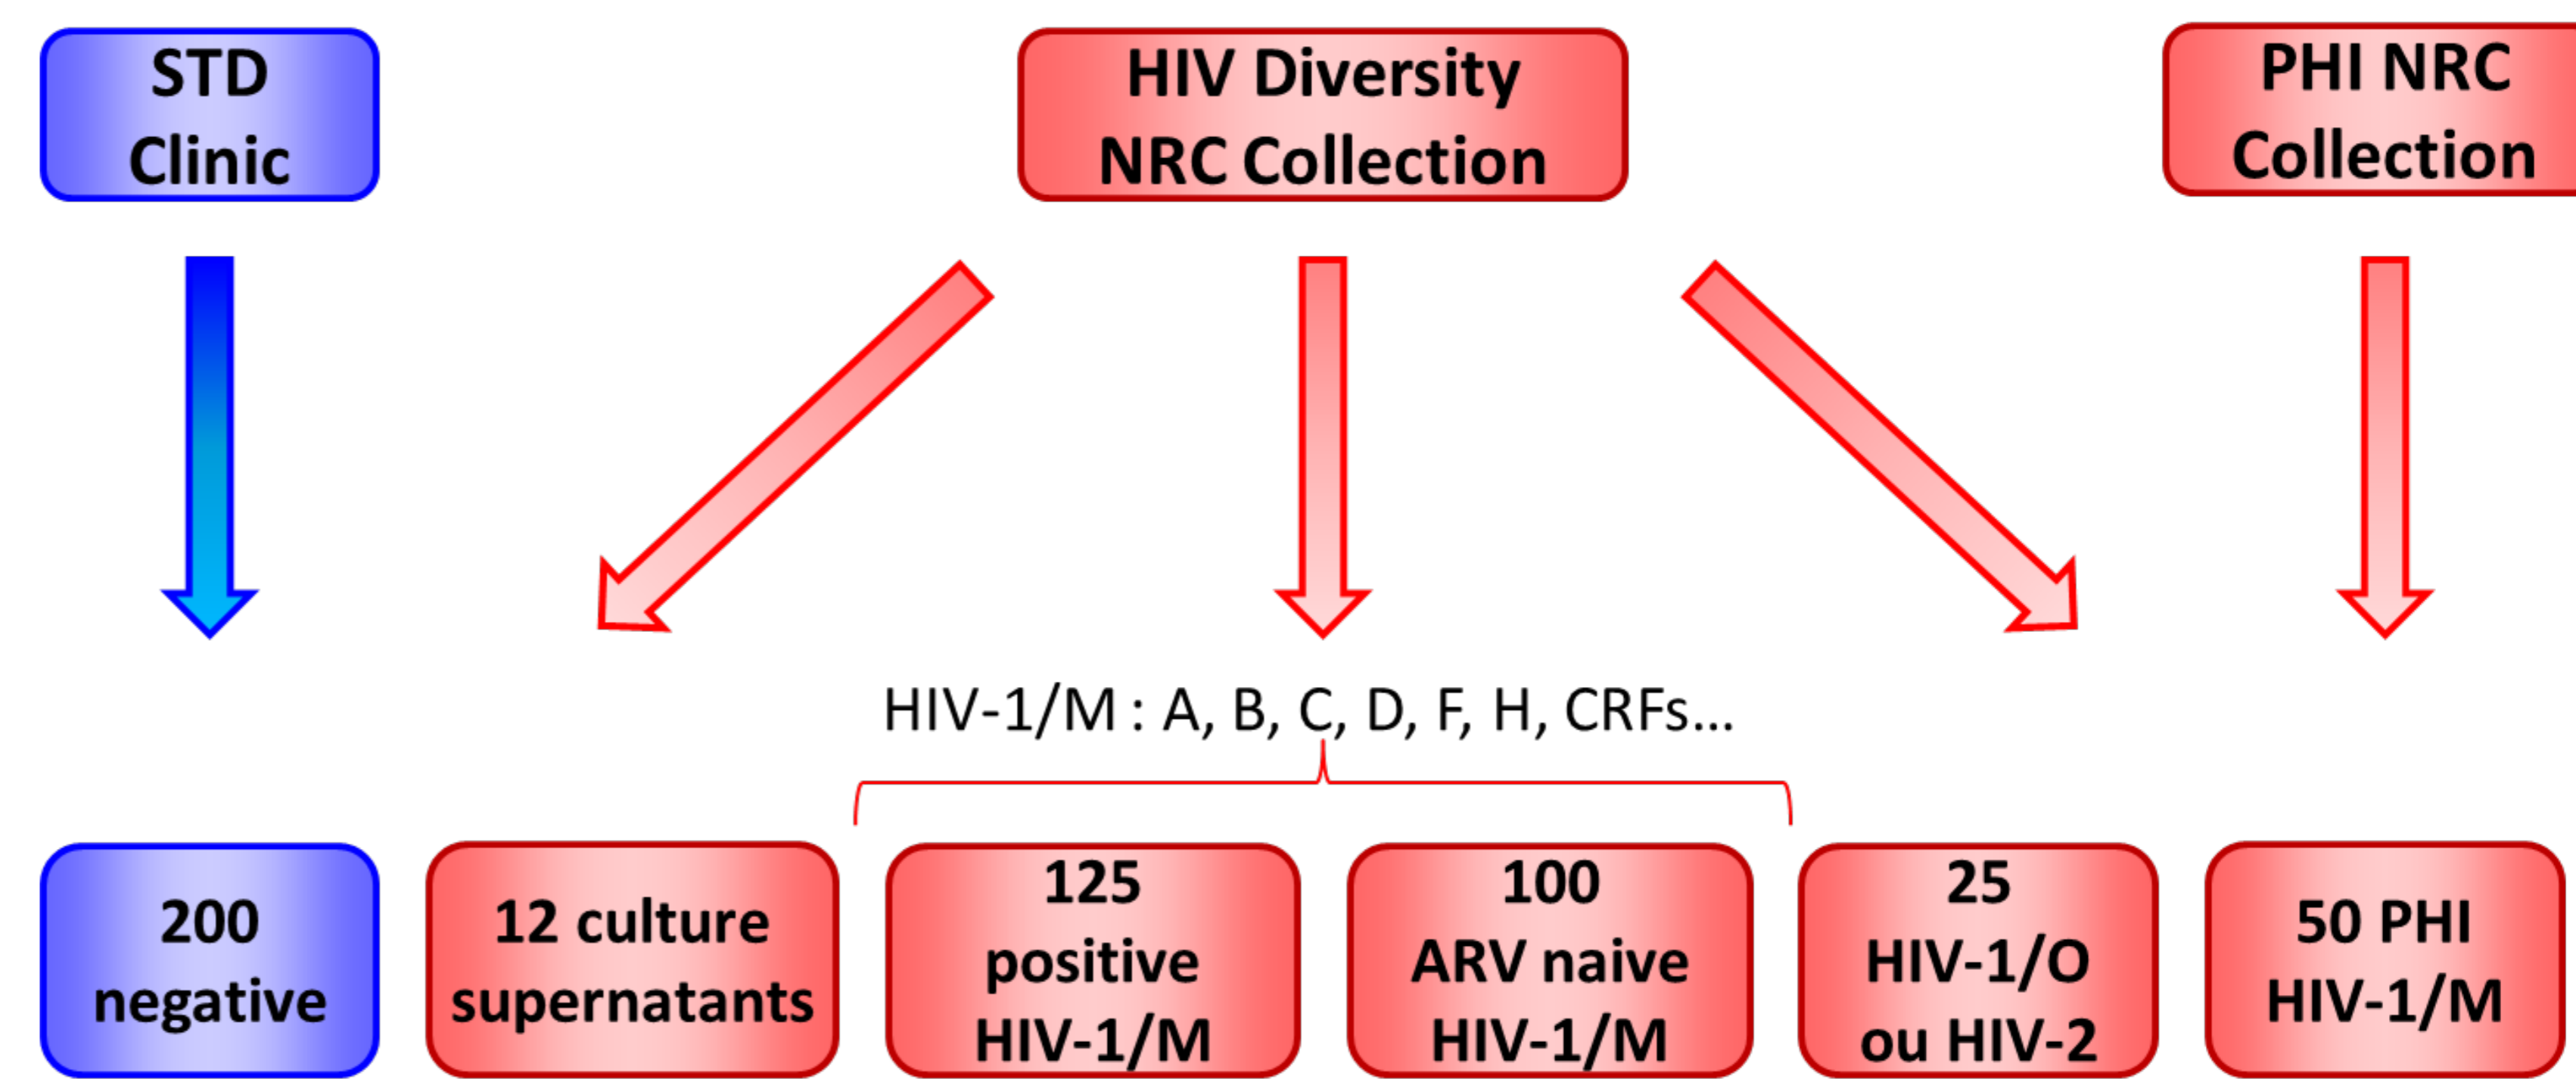 STD
Clinic
HIV Diversity
NRC Collection
PHI NRC
Collection
HIV-1/M : A, B, C, D, F, H, CRFs...
200
negative
12 culture
supernatants
125
positive
HIV-1/M
100
ARV naive
HIV-1/M
25
HIV-1/O
ou HIV-2
50 PHI
HIV-1/M